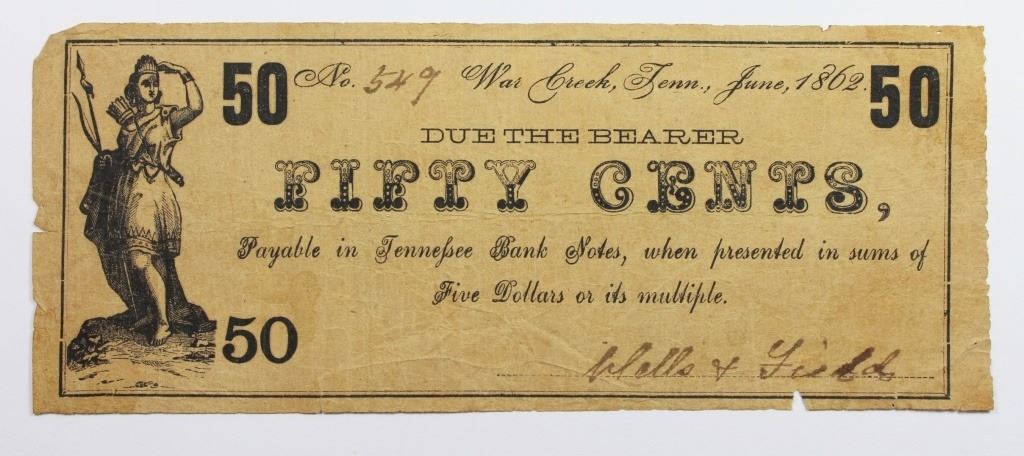 50 No. 549 War Creek, Tenn., June, 1862. 50
DUE THE BEARER
FIFTY CENTS,
Payable in Tenneſsee Bank Notes, when presented in sums of
Five Dollars or its multiple.
50
Wells & Field